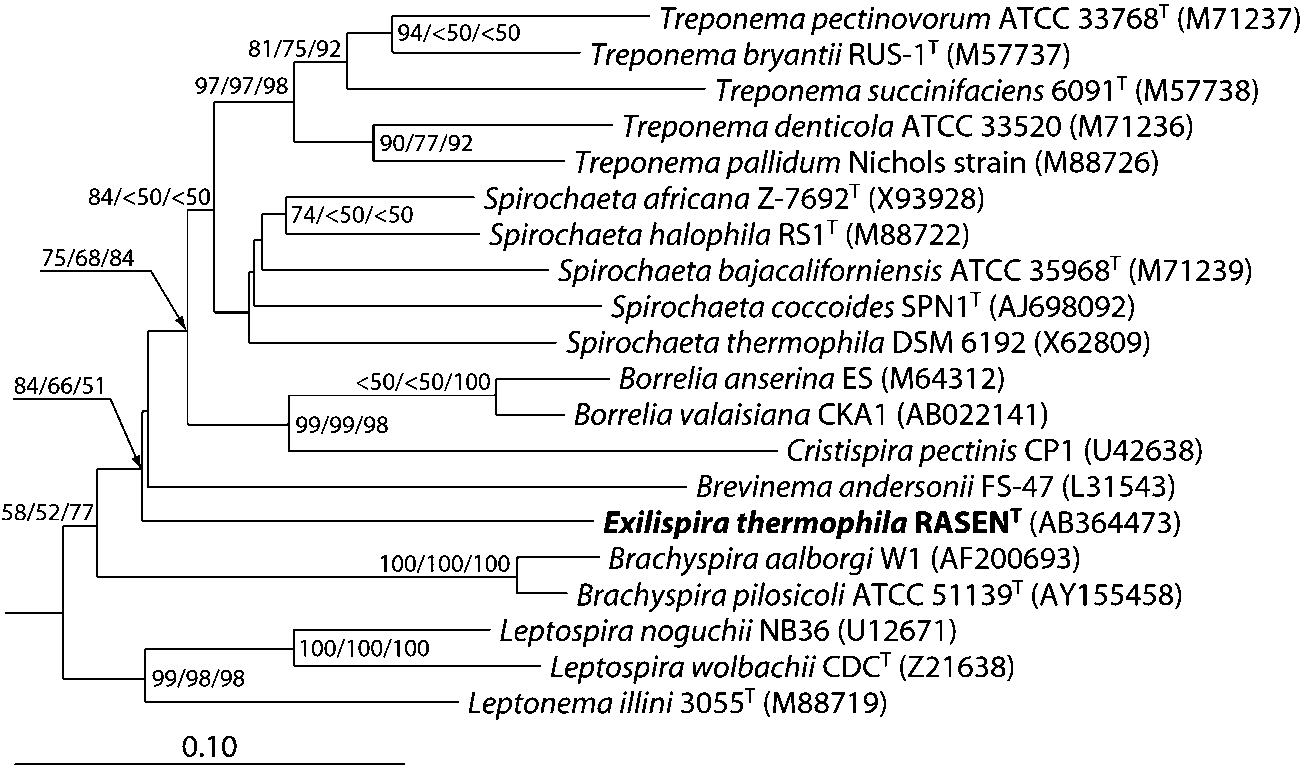 Treponema pectinovorum ATCC 33768ᵀ (M71237)
94/<50/<50
81/75/92
Treponema bryantii RUS-1ᵀ (M57737)
97/97/98
Treponema succinifaciens 6091ᵀ (M57738)
Treponema denticola ATCC 33520 (M71236)
90/77/92
Treponema pallidum Nichols strain (M88726)
84/<50/<50
Spirochaeta africana Z-7692ᵀ (X93928)
74/<50/<50
Spirochaeta halophila RS1ᵀ (M88722)
75/68/84
Spirochaeta bajacaliforniensis ATCC 35968ᵀ (M71239)
Spirochaeta coccoides SPN1ᵀ (AJ698092)
Spirochaeta thermophila DSM 6192 (X62809)
84/66/51
<50/<50/100
Borrelia anserina ES (M64312)
Borrelia valaisiana CKA1 (AB022141)
99/99/98
Cristispira pectinis CP1 (U42638)
Brevinema andersonii FS-47 (L31543)
58/52/77
Exilispira thermophila RASENᵀ (AB364473)
100/100/100
Brachyspira aalborgi W1 (AF200693)
Brachyspira pilosicoli ATCC 51139ᵀ (AY155458)
Leptospira noguchii NB36 (U12671)
100/100/100
Leptospira wolbachii CDCᵀ (Z21638)
99/98/98
Leptonema illini 3055ᵀ (M88719)
0.10